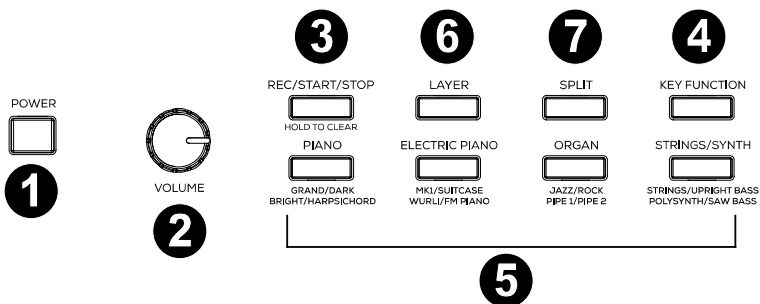 3 6 7 4
REC/START/STOP LAYER SPLIT KEY FUNCTION
POWER
HOLD TO CLEAR
PIANO ELECTRIC PIANO ORGAN STRINGS/SYNTH
1
VOLUME
GRAND/DARK MK1/SUITCASE JAZZ/ROCK STRINGS/UPRIGHT BASS
BRIGHT/HARPSICHORD WURLI/FM PIANO PIPE 1/PIPE 2 POLYSYNTH/SAW BASS
2
5